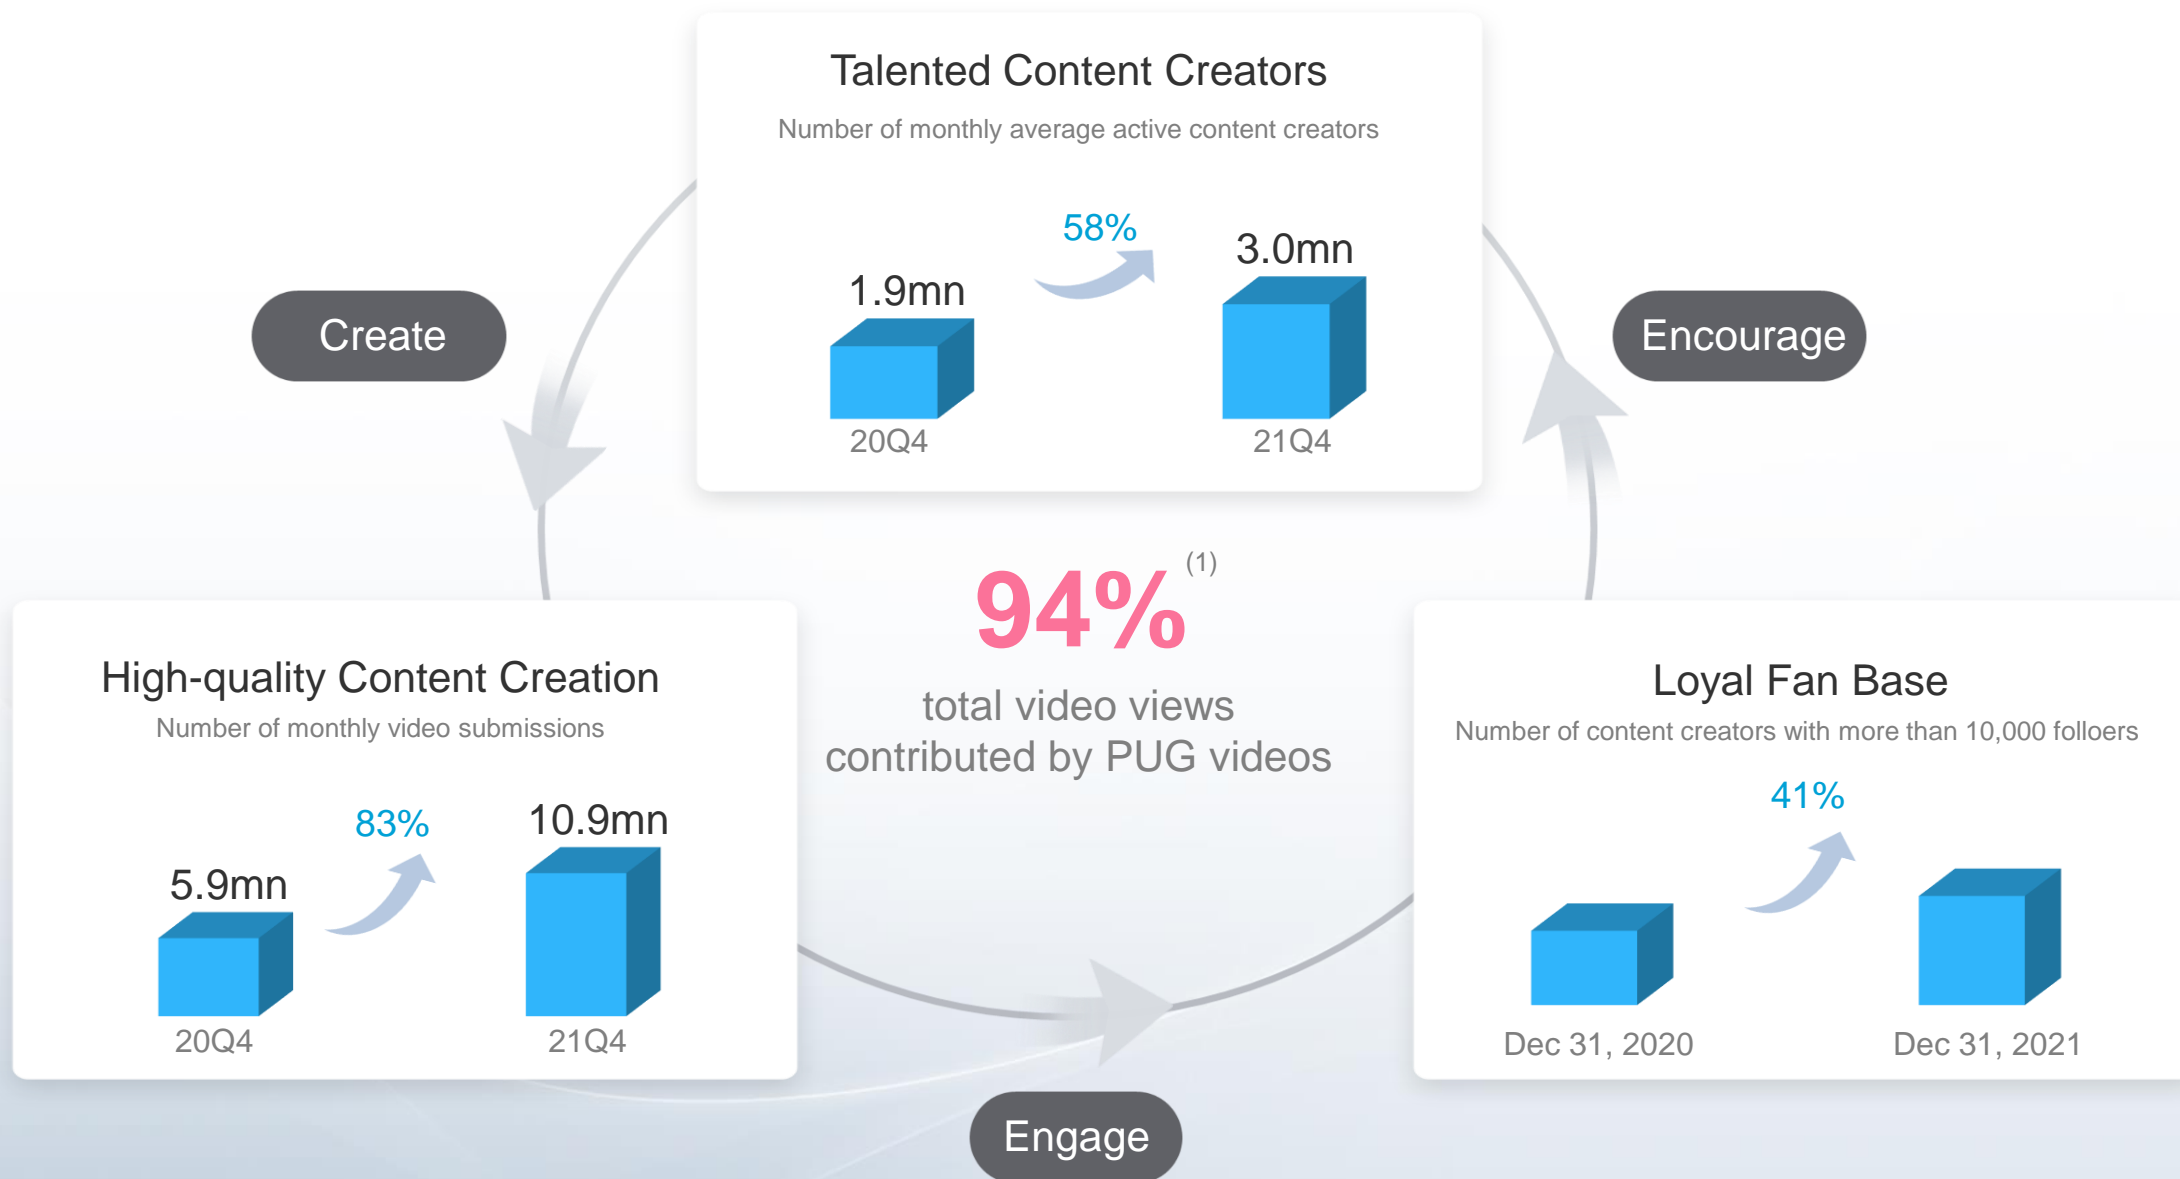 Talented Content Creators
Number of monthly average active content creators
58%
1.9mn
3.0mn
20Q4
21Q4
Create
Encourage
94% (1)
total video views
contributed by PUG videos
High-quality Content Creation
Number of monthly video submissions
83%
5.9mn
10.9mn
20Q4
21Q4
Loyal Fan Base
Number of content creators with more than 10,000 folloers
41%
Dec 31, 2020
Dec 31, 2021
Engage